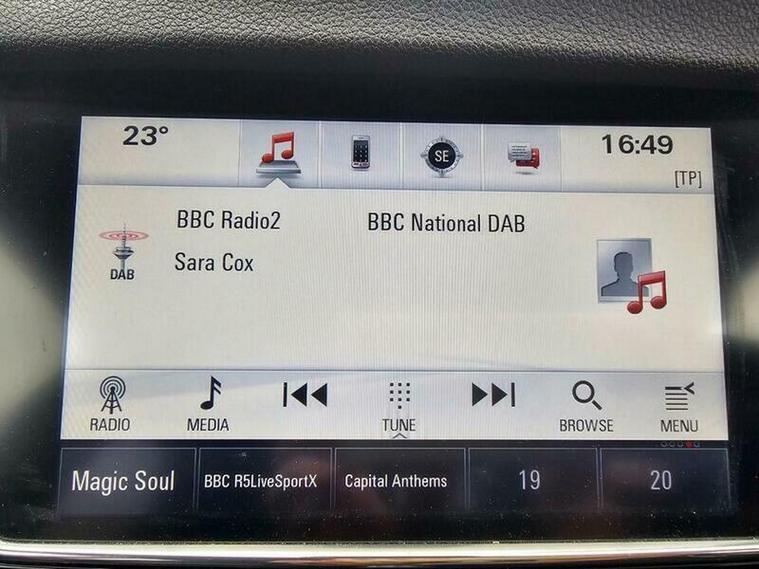 23°
SE
16:49
[TP]
BBC Radio2
BBC National DAB
DAB
Sara Cox
RADIO
MEDIA
TUNE
BROWSE
MENU
Magic Soul
BBC R5LiveSportX
Capital Anthems
19
20